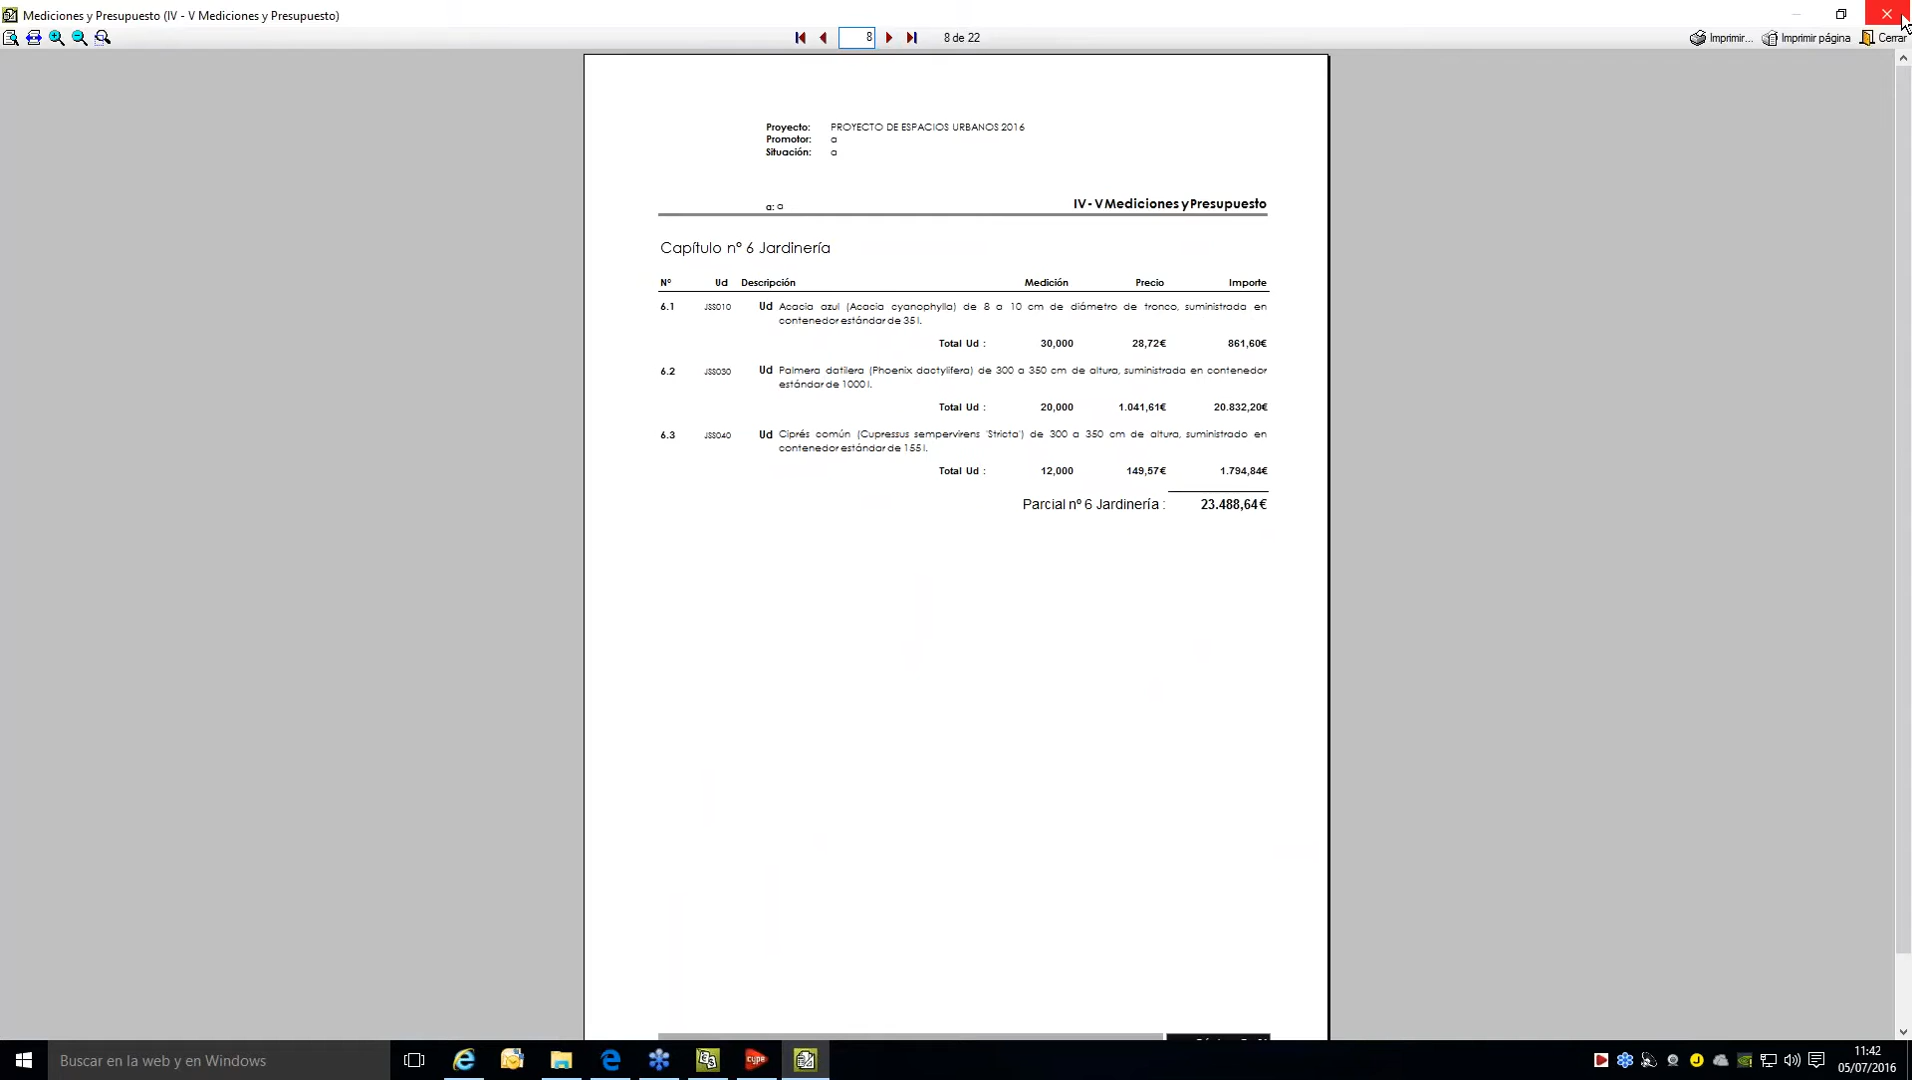 Mediciones y Presupuesto (IV - V Mediciones y Presupuesto)
8
8 de 22
Imprimir...
Imprimir página
Cerrar
Proyecto: PROYECTO DE ESPACIOS URBANOS 2016
Promotor: a
Situación: a
a: a
IV - V Mediciones y Presupuesto
Capítulo nº 6 Jardinería
Nº Ud Descripción Medición Precio Importe
6.1 JSS010 Ud Acacia azul (Acacia cyanophylla) de 8 a 10 cm de diámetro de tronco, suministrada en
contenedor estándar de 35 l.
Total Ud : 30,000 28,72€ 861,60€
6.2 JSS030 Ud Palmera datilera (Phoenix dactylifera) de 300 a 350 cm de altura, suministrada en contenedor
estándar de 1000 l.
Total Ud : 20,000 1.041,61€ 20.832,20€
6.3 JSS040 Ud Ciprés común (Cupressus sempervirens 'Stricta') de 300 a 350 cm de altura, suministrado en
contenedor estándar de 155 l.
Total Ud : 12,000 149,57€ 1.794,84€
Parcial nº 6 Jardinería : 23.488,64€
Buscar en la web y en Windows
cype
11:42
05/07/2016